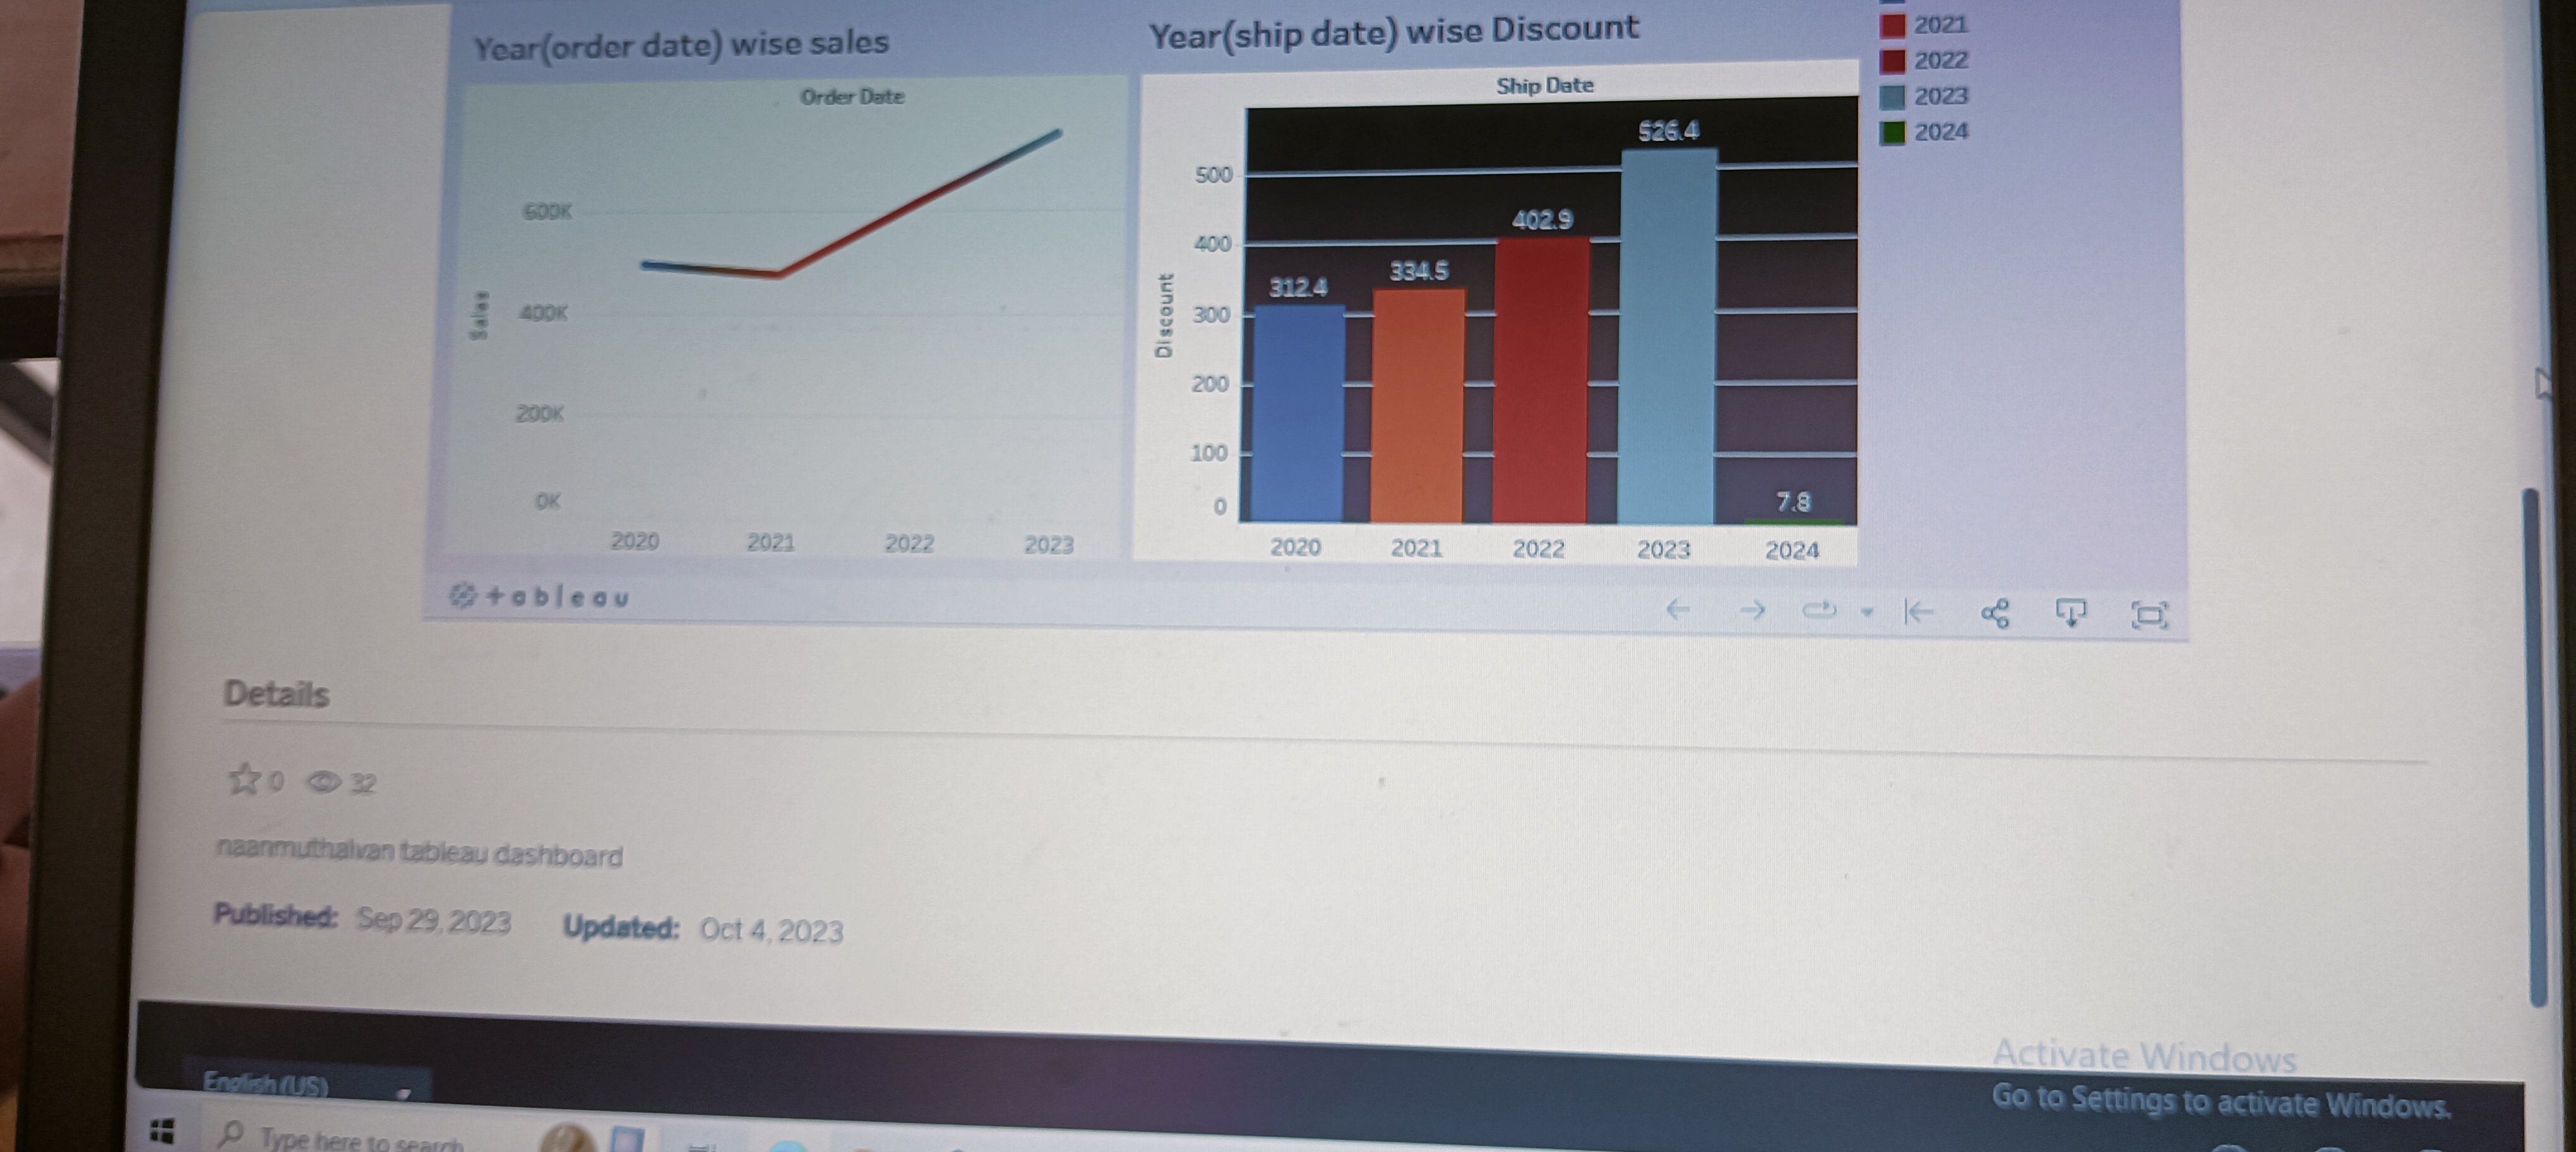 Year(order date) wise sales
Order Date
600K
400K
200K
0K
Sales
2020 2021 2022 2023
Year(ship date) wise Discount
Ship Date
500
400
300
200
100
0
Discount
312.4
334.5
402.9
526.4
7.8
2020 2021 2022 2023 2024
2021
2022
2023
2024
+ a b l e a u
Details
0 32
naanmuthalvan tableau dashboard
Published: Sep 29, 2023 Updated: Oct 4, 2023
Activate Windows
Go to Settings to activate Windows.
English (US)
Type here to search